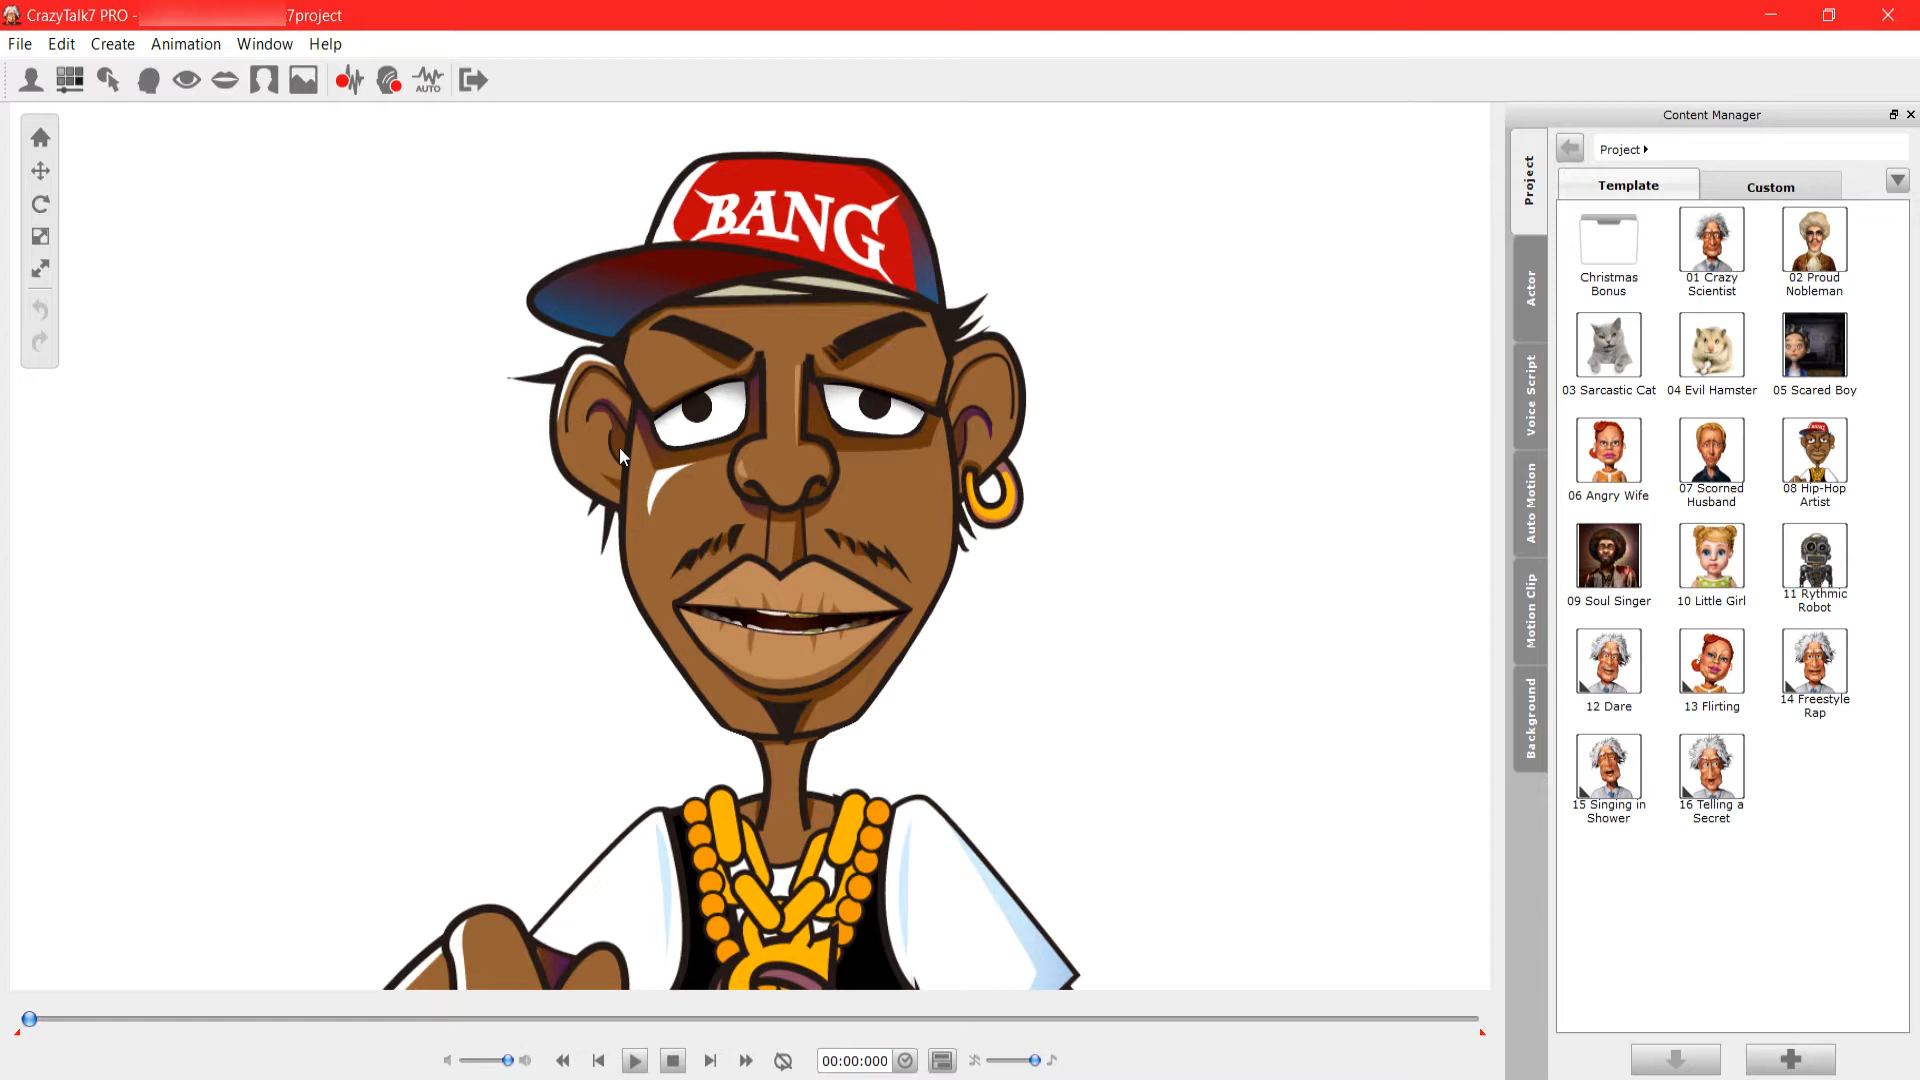 CrazyTalk7 PRO - 7project
File Edit Create Animation Window Help
AUTO
Content Manager
Project
Template Custom
Project
Actor
Voice Script
Auto Motion
Motion Clip
Background
Christmas Bonus
01 Crazy Scientist
02 Proud Nobleman
03 Sarcastic Cat
04 Evil Hamster
05 Scared Boy
06 Angry Wife
07 Scorned Husband
08 Hip-Hop Artist
09 Soul Singer
10 Little Girl
11 Rythmic Robot
12 Dare
13 Flirting
14 Freestyle Rap
15 Singing in Shower
16 Telling a Secret
BANG
00:00:000